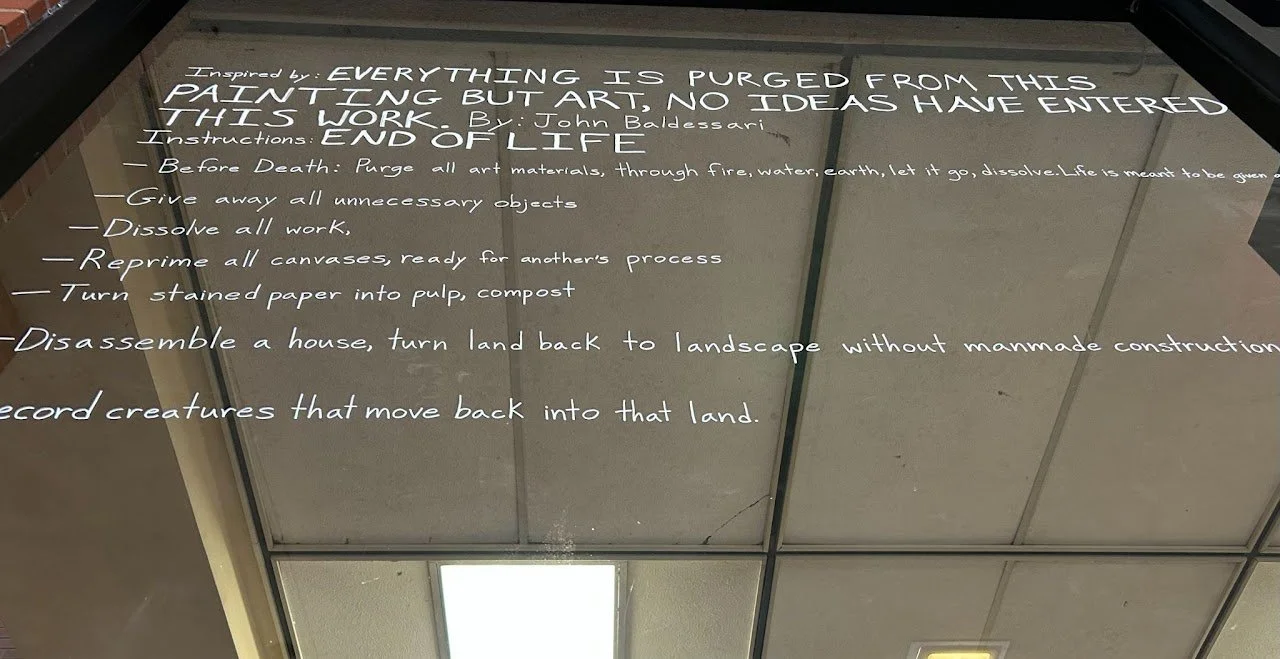 Inspired by: EVERYTHING IS PURGED FROM THIS
PAINTING BUT ART, NO IDEAS HAVE ENTERED
THIS WORK. By: John Baldessari
Instructions: END OF LIFE
— Before Death: Purge all art materials, through fire, water, earth, let it go, dissolve. Life is meant to be given
— Give away all unnecessary objects
— Dissolve all work,
— Reprime all canvases, ready for another's process
— Turn stained paper into pulp, compost
— Disassemble a house, turn land back to landscape without manmade construction
ecord creatures that move back into that land.